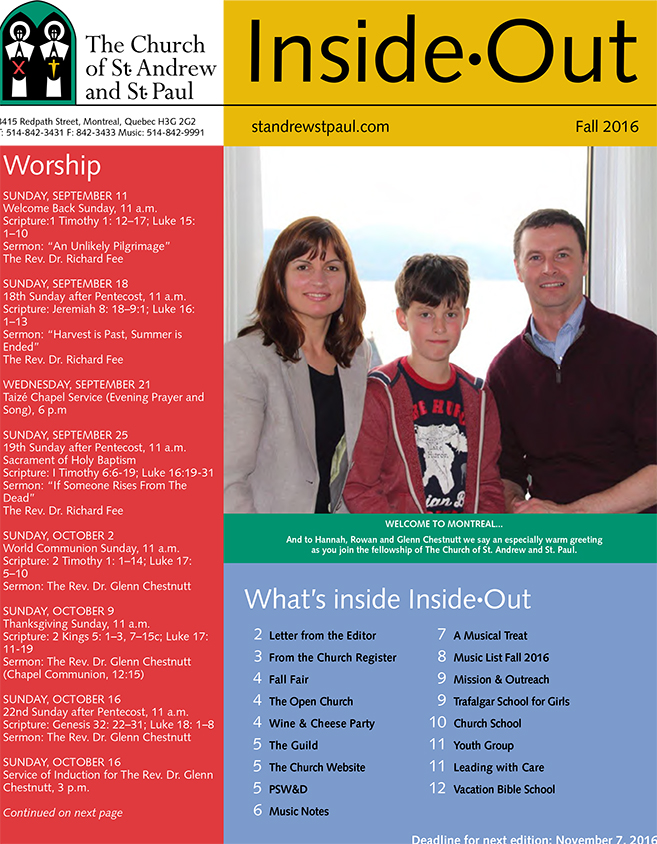 The Church
of St Andrew
and St Paul
3415 Redpath Street, Montreal, Quebec H3G 2G2
T: 514-842-3431 F: 842-3433 Music: 514-842-9991
Inside•Out
standrewstpaul.com
Fall 2016
Worship
SUNDAY, SEPTEMBER 11
Welcome Back Sunday, 11 a.m.
Scripture:1 Timothy 1: 12–17; Luke 15:
1–10
Sermon: “An Unlikely Pilgrimage”
The Rev. Dr. Richard Fee
SUNDAY, SEPTEMBER 18
18th Sunday after Pentecost, 11 a.m.
Scripture: Jeremiah 8: 18–9:1; Luke 16:
1–13
Sermon: “Harvest is Past, Summer is
Ended”
The Rev. Dr. Richard Fee
WEDNESDAY, SEPTEMBER 21
Taizé Chapel Service (Evening Prayer and
Song), 6 p.m
SUNDAY, SEPTEMBER 25
19th Sunday after Pentecost, 11 a.m.
Sacrament of Holy Baptism
Scripture: I Timothy 6:6-19; Luke 16:19-31
Sermon: “If Someone Rises From The
Dead”
The Rev. Dr. Richard Fee
SUNDAY, OCTOBER 2
World Communion Sunday, 11 a.m.
Scripture: 2 Timothy 1: 1–14; Luke 17:
5–10
Sermon: The Rev. Dr. Glenn Chestnutt
SUNDAY, OCTOBER 9
Thanksgiving Sunday, 11 a.m.
Scripture: 2 Kings 5: 1–3, 7–15c; Luke 17:
11-19
Sermon: The Rev. Dr. Glenn Chestnutt
(Chapel Communion, 12:15)
SUNDAY, OCTOBER 16
22nd Sunday after Pentecost, 11 a.m.
Scripture: Genesis 32: 22–31; Luke 18: 1–8
Sermon: The Rev. Dr. Glenn Chestnutt
SUNDAY, OCTOBER 16
Service of Induction for The Rev. Dr. Glenn
Chestnutt, 3 p.m.
Continued on next page
WELCOME TO MONTREAL...
And to Hannah, Rowan and Glenn Chestnutt we say an especially warm greeting
as you join the fellowship of The Church of St. Andrew and St. Paul.
What’s inside Inside•Out
2 Letter from the Editor
3 From the Church Register
4 Fall Fair
4 The Open Church
4 Wine & Cheese Party
5 The Guild
5 The Church Website
5 PSW&D
6 Music Notes
7 A Musical Treat
8 Music List Fall 2016
9 Mission & Outreach
9 Trafalgar School for Girls
10 Church School
11 Youth Group
11 Leading with Care
12 Vacation Bible School
Deadline for next edition: November 7, 2016